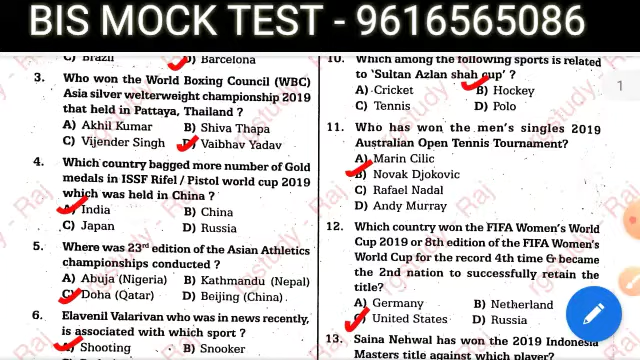 BIS MOCK TEST - 9616565086
C) Brazil D) Barcelona
3. Who won the World Boxing Council (WBC)
Asia silver welterweight championship 2019
that held in Pattaya, Thailand ?
A) Akhil Kumar B) Shiva Thapa
C) Vijender Singh D) Vaibhav Yadav
4. Which country bagged more number of Gold
medals in ISSF Rifel / Pistol world cup 2019
which was held in China ?
A) India B) China
C) Japan D) Russia
5. Where was 23rd edition of the Asian Athletics
championships conducted ?
A) Abuja (Nigeria) B) Kathmandu (Nepal)
C) Doha (Qatar) D) Beijing (China)
6. Elavenil Valarivan who was in news recently,
is associated with which sport ?
A) Shooting B) Snooker
10. Which among the following sports is related
to 'Sultan Azlan shah cup' ?
A) Cricket B) Hockey
C) Tennis D) Polo
11. Who has won the men's singles 2019
Australian Open Tennis Tournament?
A) Marin Cilic
B) Novak Djokovic
C) Rafael Nadal
D) Andy Murray
12. Which country won the FIFA Women's World
Cup 2019 or 8th edition of the FIFA Women's
World Cup for the record 4th time & became
the 2nd nation to successfully retain the
title?
A) Germany B) Netherland
C) United States D) Russia
13. Saina Nehwal has won the 2019 Indonesia
Masters title against which player?
1